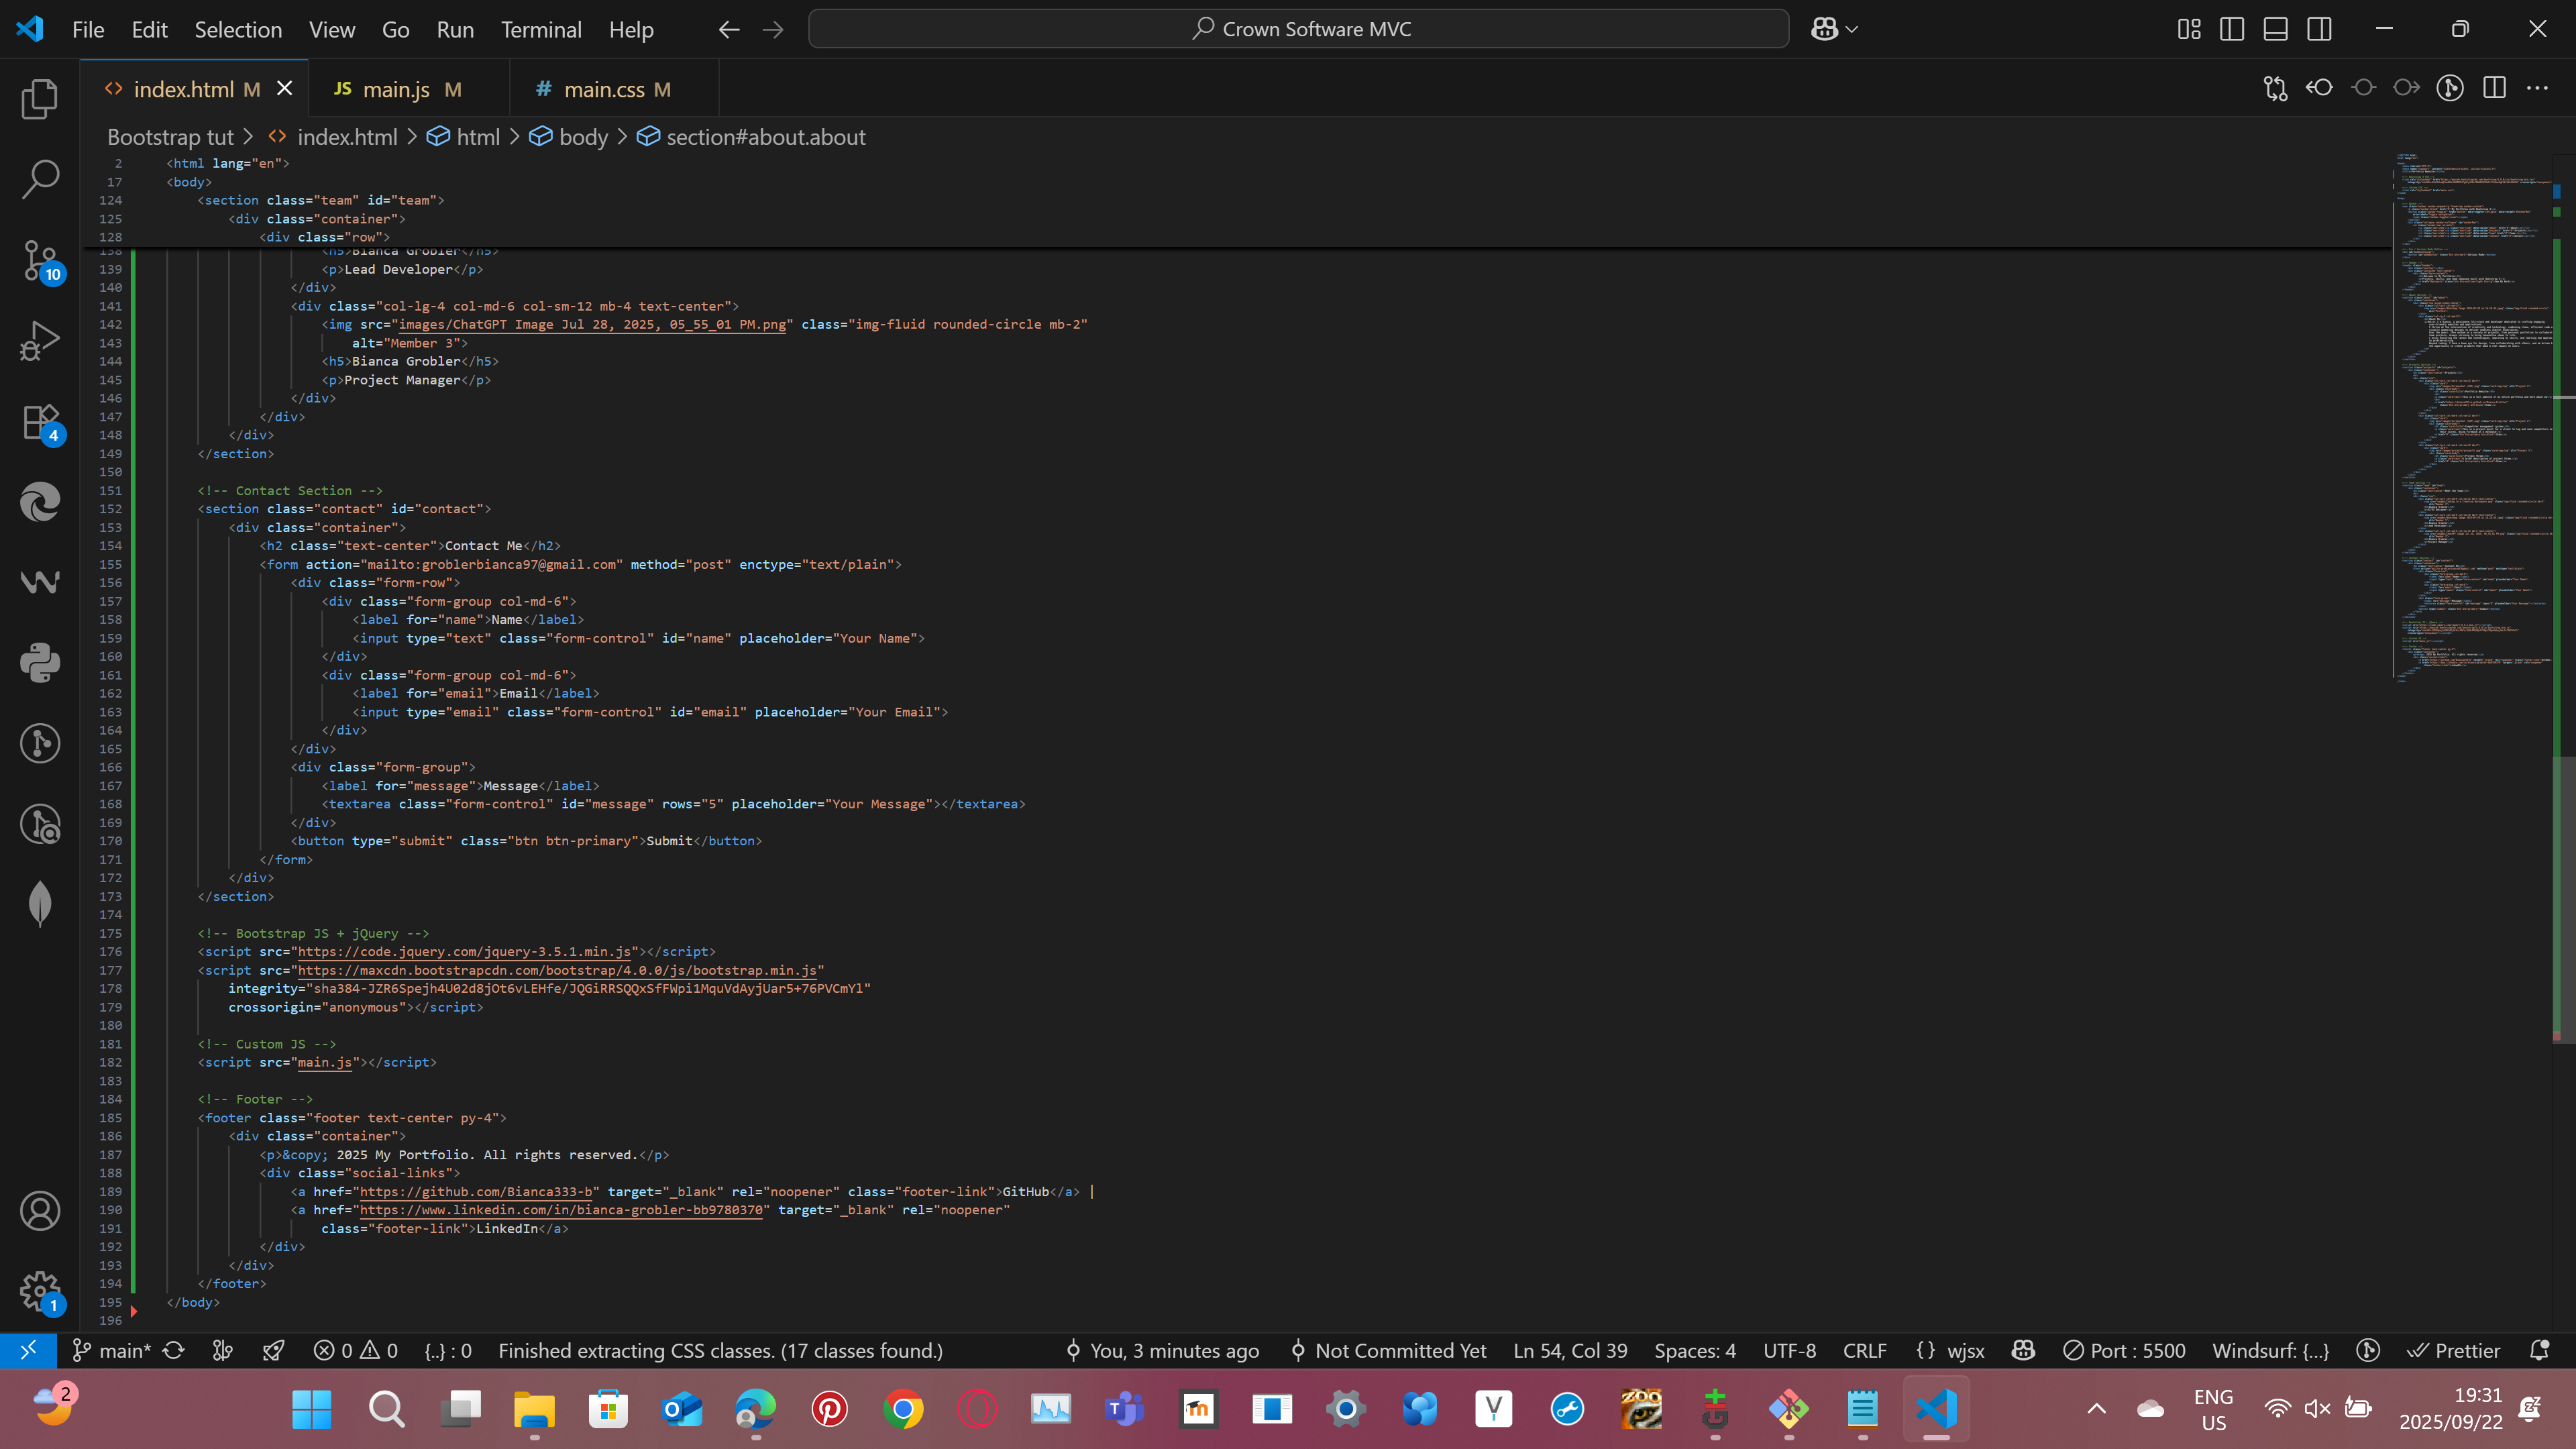 File Edit Selection View Go Run Terminal Help Crown Software MVC
index.html M JS main.js M # main.css M
Bootstrap tut > index.html > html > body > section#about.about
2 <html lang="en">
17 <body>
124 <section class="team" id="team">
125 <div class="container">
128 <div class="row">
138 <h5>Bianca Grobler</h5>
139 <p>Lead Developer</p>
140 </div>
141 <div class="col-lg-4 col-md-6 col-sm-12 mb-4 text-center">
142 <img src="images/ChatGPT Image Jul 28, 2025, 05_55_01 PM.png" class="img-fluid rounded-circle mb-2"
143 alt="Member 3">
144 <h5>Bianca Grobler</h5>
145 <p>Project Manager</p>
146 </div>
147 </div>
148 </div>
149 </section>
150
151 <!-- Contact Section -->
152 <section class="contact" id="contact">
153 <div class="container">
154 <h2 class="text-center">Contact Me</h2>
155 <form action="mailto:groblerbianca97@gmail.com" method="post" enctype="text/plain">
156 <div class="form-row">
157 <div class="form-group col-md-6">
158 <label for="name">Name</label>
159 <input type="text" class="form-control" id="name" placeholder="Your Name">
160 </div>
161 <div class="form-group col-md-6">
162 <label for="email">Email</label>
163 <input type="email" class="form-control" id="email" placeholder="Your Email">
164 </div>
165 </div>
166 <div class="form-group">
167 <label for="message">Message</label>
168 <textarea class="form-control" id="message" rows="5" placeholder="Your Message"></textarea>
169 </div>
170 <button type="submit" class="btn btn-primary">Submit</button>
171 </form>
172 </div>
173 </section>
174
175 <!-- Bootstrap JS + jQuery -->
176 <script src="https://code.jquery.com/jquery-3.5.1.min.js"></script>
177 <script src="https://maxcdn.bootstrapcdn.com/bootstrap/4.0.0/js/bootstrap.min.js"
178 integrity="sha384-JZR6Spejh4U02d8jOt6vLEHfe/JQGiRRSQQxSfFWpi1MquVdAyjUar5+76PVCmYl"
179 crossorigin="anonymous"></script>
180
181 <!-- Custom JS -->
182 <script src="main.js"></script>
183
184 <!-- Footer -->
185 <footer class="footer text-center py-4">
186 <div class="container">
187 <p>&copy; 2025 My Portfolio. All rights reserved.</p>
188 <div class="social-links">
189 <a href="https://github.com/Bianca333-b" target="_blank" rel="noopener" class="footer-link">GitHub</a> |
190 <a href="https://www.linkedin.com/in/bianca-grobler-bb9780370" target="_blank" rel="noopener"
191 class="footer-link">LinkedIn</a>
192 </div>
193 </div>
194 </footer>
195 </body>
196
10
4
1
main* 0 0 {..} : 0 Finished extracting CSS classes. (17 classes found.) You, 3 minutes ago Not Committed Yet Ln 54, Col 39 Spaces: 4 UTF-8 CRLF {} wjsx Port : 5500 Windsurf: {...} Prettier
2 ENG US 19:31 2025/09/22